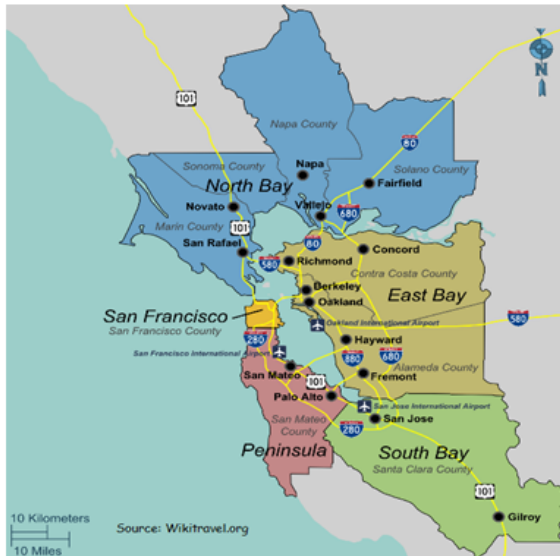 N
101
Napa County
80
Sonoma County
Solano County
Napa
North Bay
Fairfield
Novato
Vallejo
680
Marin County
101
80
San Rafael
Concord
580
Richmond
Contra Costa County
Berkeley
East Bay
Oakland
San Francisco
San Francisco County
Oakland International Airport
580
280
Hayward
San Francisco International Airport
880
680
Alameda County
San Mateo
Fremont
101
Palo Alto
San Jose International Airport
San Mateo
County
San Jose
280
Peninsula
South Bay
Santa Clara County
101
Gilroy
10 Kilometers
10 Miles
Source: Wikitravel.org